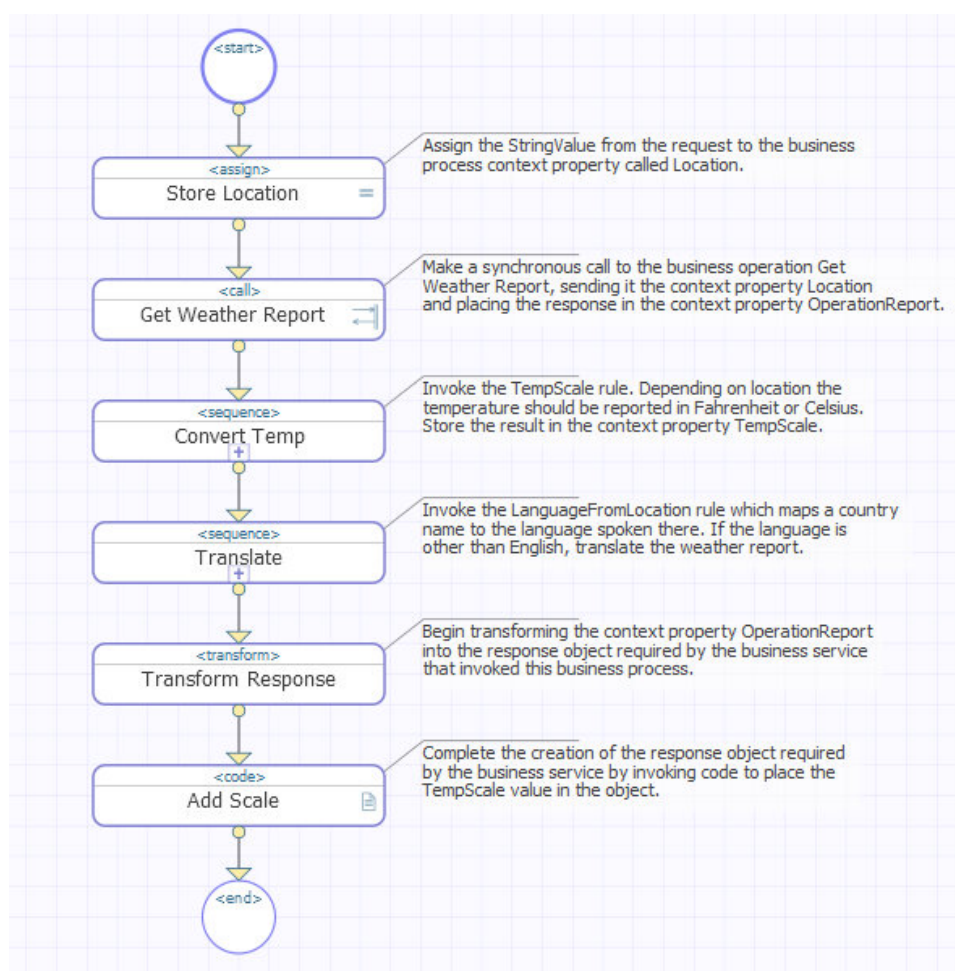 <start>
Assign the StringValue from the request to the business
process context property called Location.
<assign>
Store Location
Make a synchronous call to the business operation Get
Weather Report, sending it the context property Location
and placing the response in the context property OperationReport.
<call>
Get Weather Report
Invoke the TempScale rule. Depending on location the
temperature should be reported in Fahrenheit or Celsius.
Store the result in the context property TempScale.
<sequence>
Convert Temp
Invoke the LanguageFromLocation rule which maps a country
name to the language spoken there. If the language is
other than English, translate the weather report.
<sequence>
Translate
Begin transforming the context property OperationReport
into the response object required by the business service
that invoked this business process.
<transform>
Transform Response
Complete the creation of the response object required
by the business service by invoking code to place the
TempScale value in the object.
<code>
Add Scale
<end>